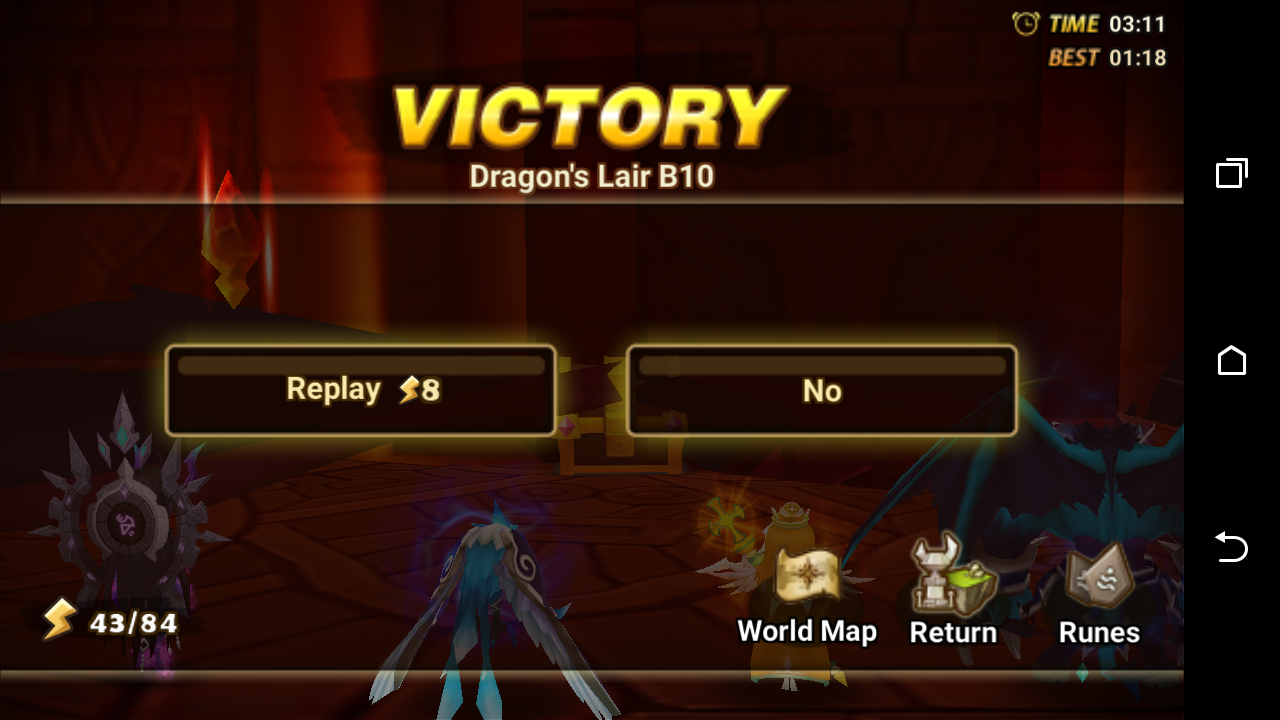 TIME 03:11
BEST 01:18
VICTORY
Dragon's Lair B10
Replay 8
No
43/84
World Map
Return
Runes